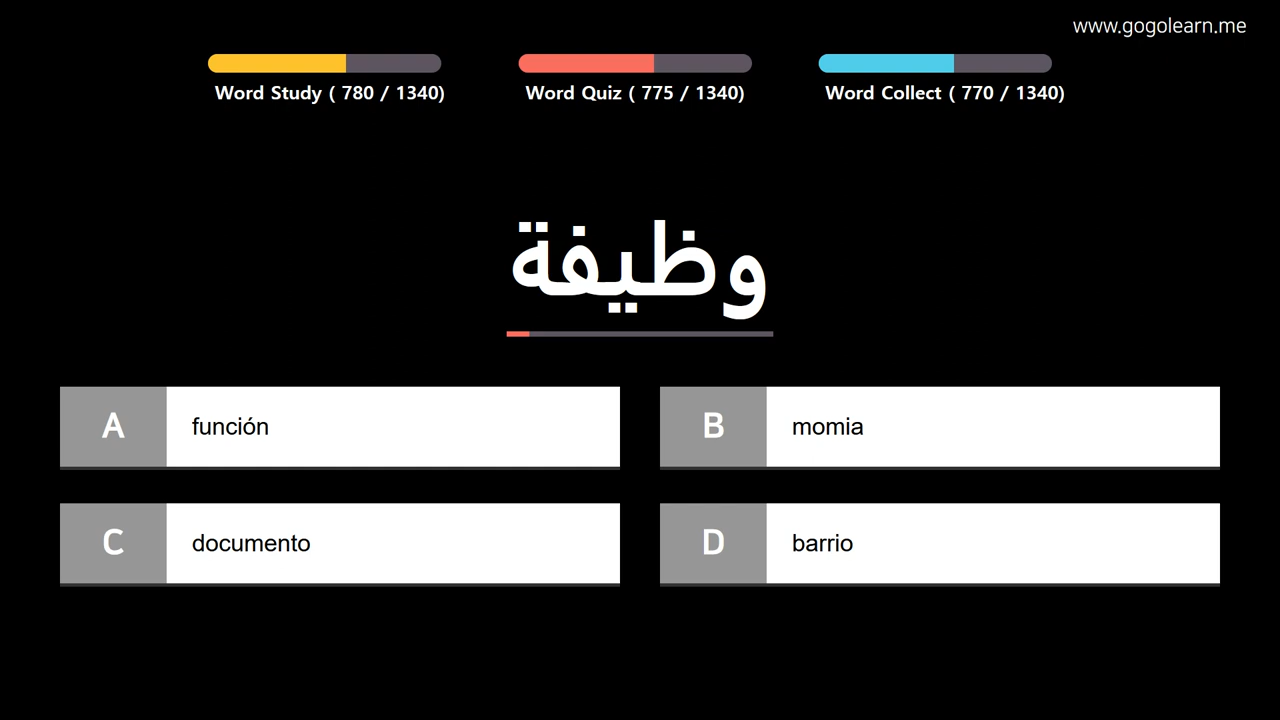 www.gogolearn.me
Word Study ( 780 / 1340)
Word Quiz ( 775 / 1340)
Word Collect ( 770 / 1340)
وظيفة
A función
B momia
C documento
D barrio